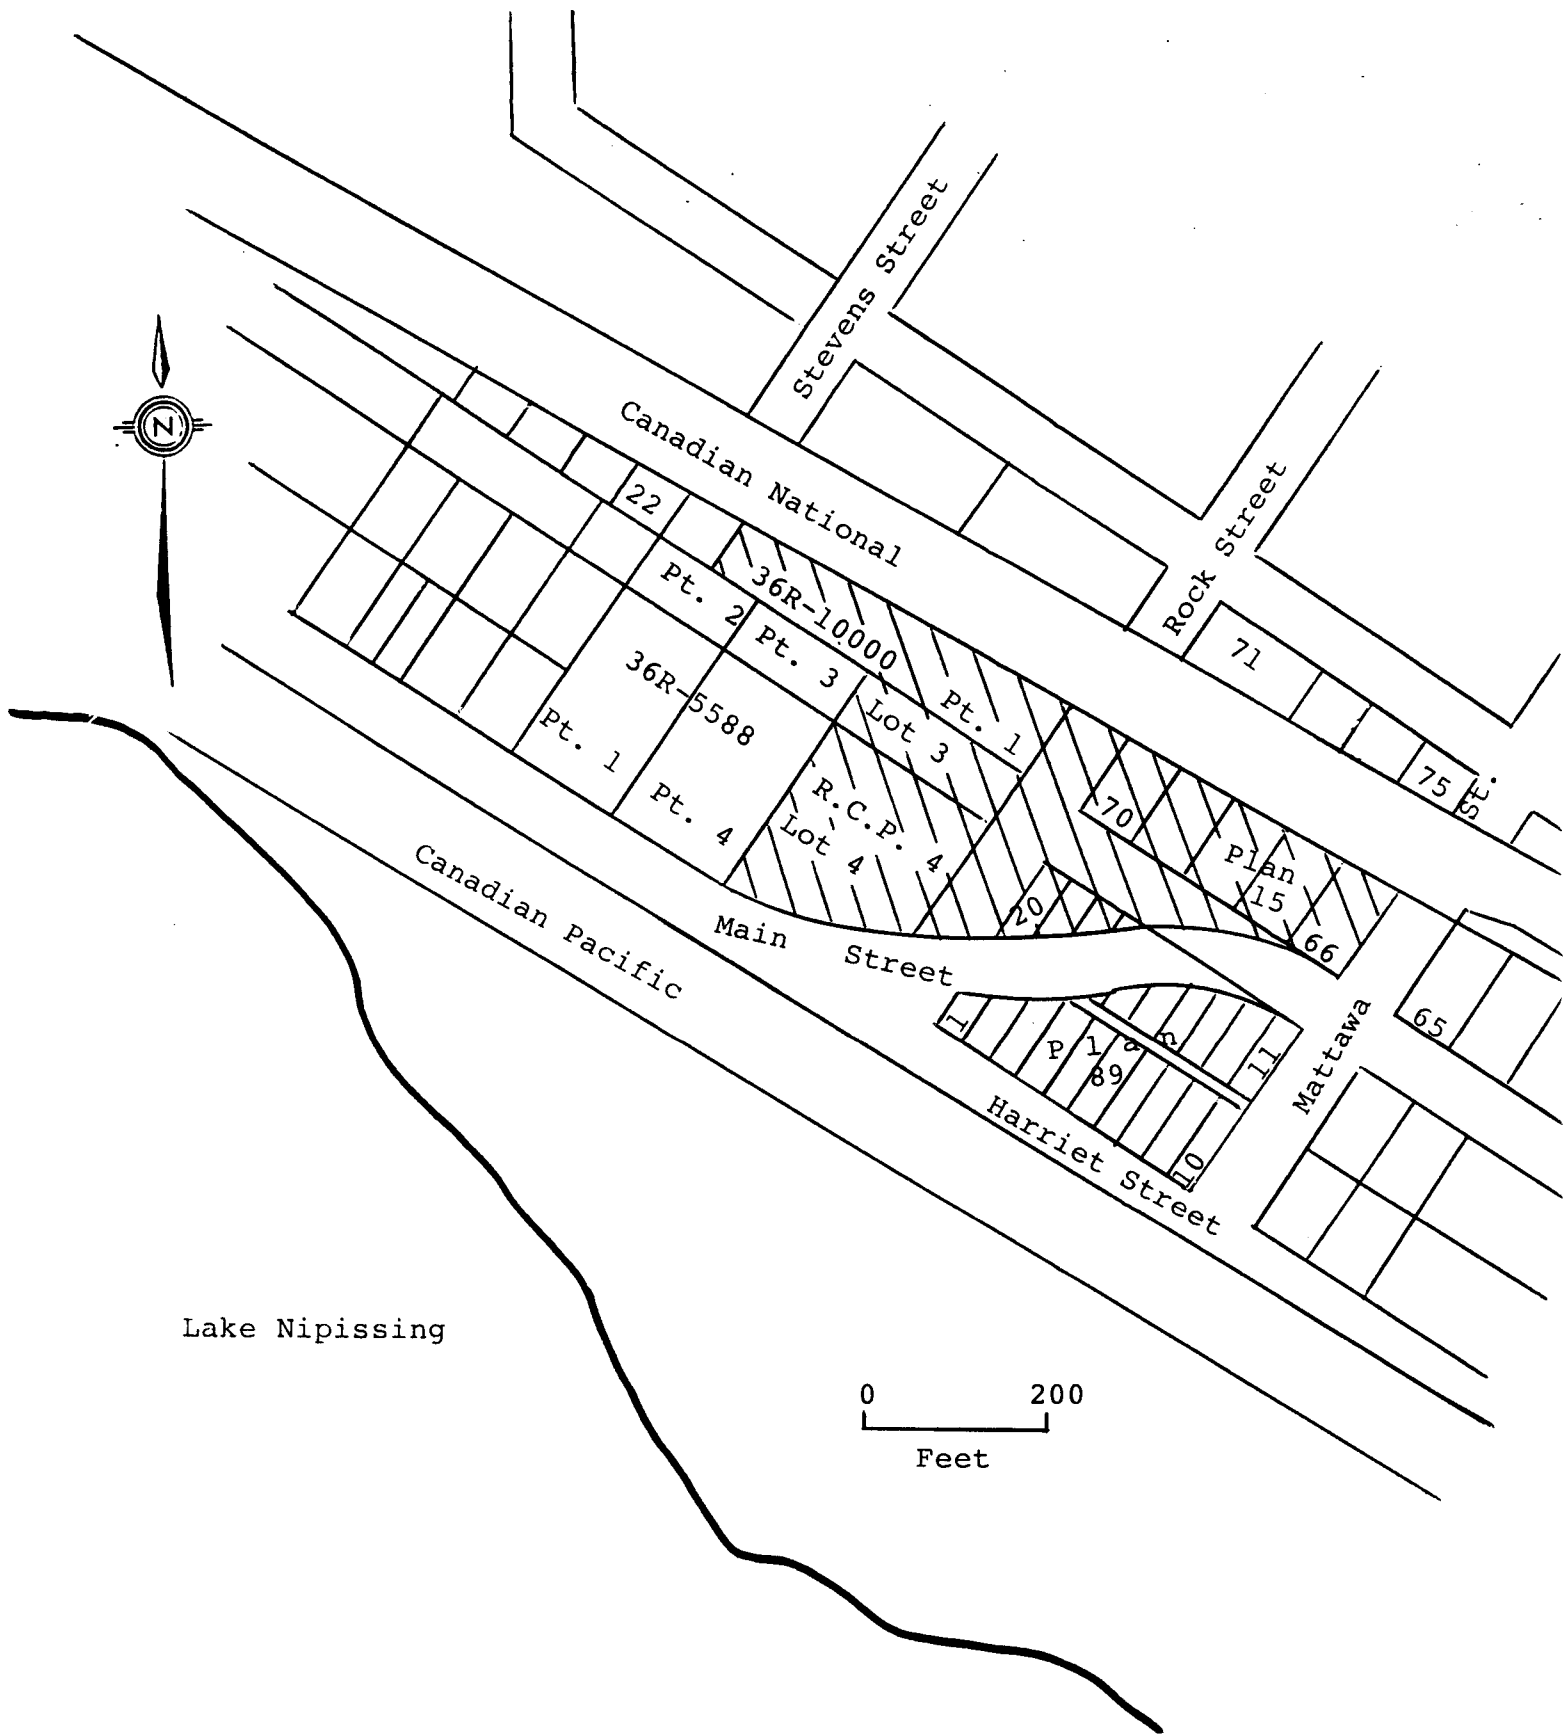 Stevens Street
Canadian National
Rock Street
22
N
Pt. 2
36R-10000
Pt. 3
Pt. 1
71
75
St.
36R-5588
Lot 3
Pt. 1
Pt. 4
R.C.P. 4
Lot 4
70
Plan
15
66
20
Canadian Pacific
Main Street
65
1
Plan
89
11
10
Mattawa
Harriet Street
Lake Nipissing
0 200
Feet